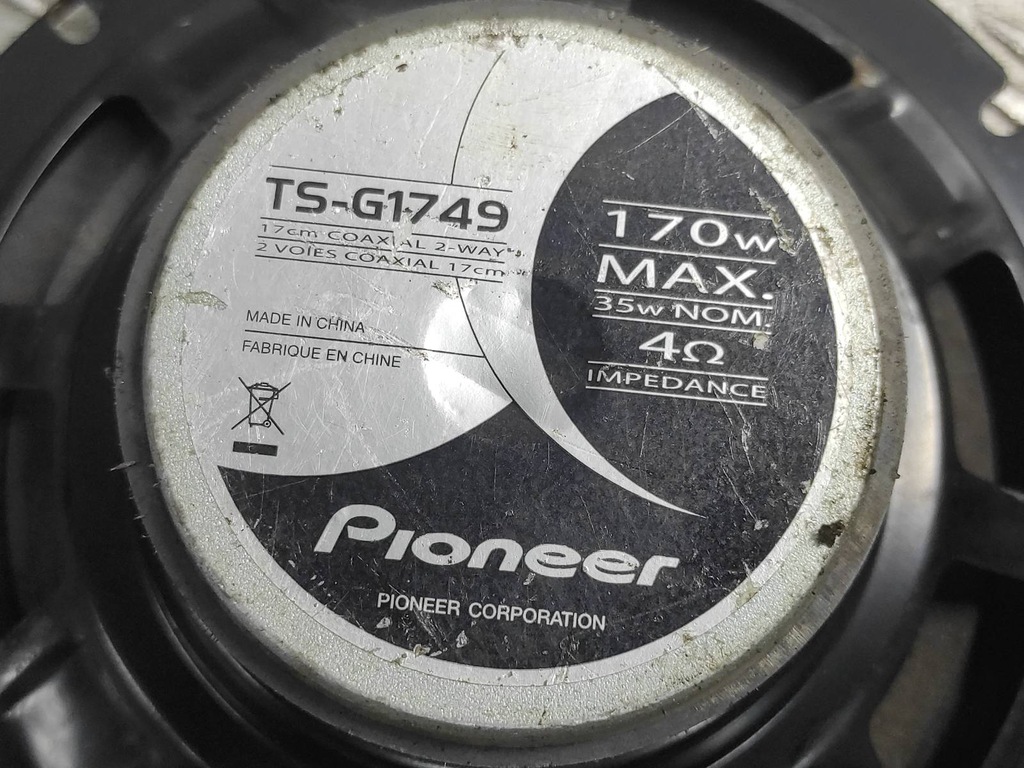 TS-G1749
17cm COAXIAL 2-WAY
2 VOIES COAXIAL 17cm
MADE IN CHINA
FABRIQUE EN CHINE
170W
MAX.
35W NOM.
4Ω
IMPEDANCE
Pioneer
PIONEER CORPORATION